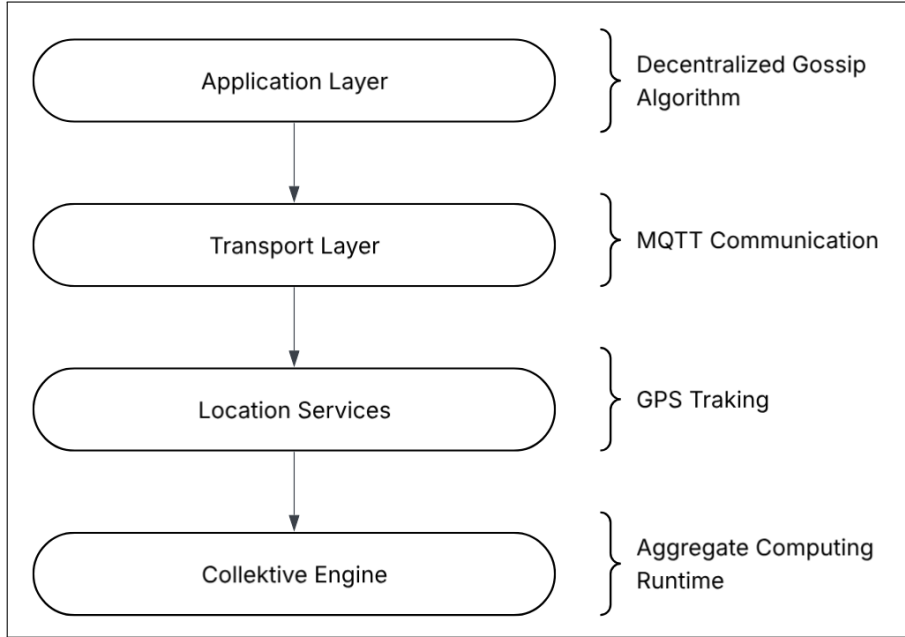 Application Layer
Decentralized Gossip
Algorithm
Transport Layer
MQTT Communication
Location Services
GPS Traking
Collektive Engine
Aggregate Computing
Runtime